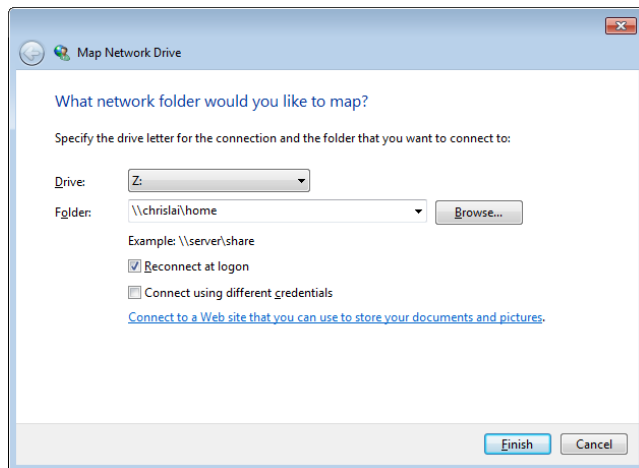 Map Network Drive
What network folder would you like to map?
Specify the drive letter for the connection and the folder that you want to connect to:
Drive: Z:
Folder: \\chrislai\home Browse...
Example: \\server\share
Reconnect at logon
Connect using different credentials
Connect to a Web site that you can use to store your documents and pictures.
Finish Cancel